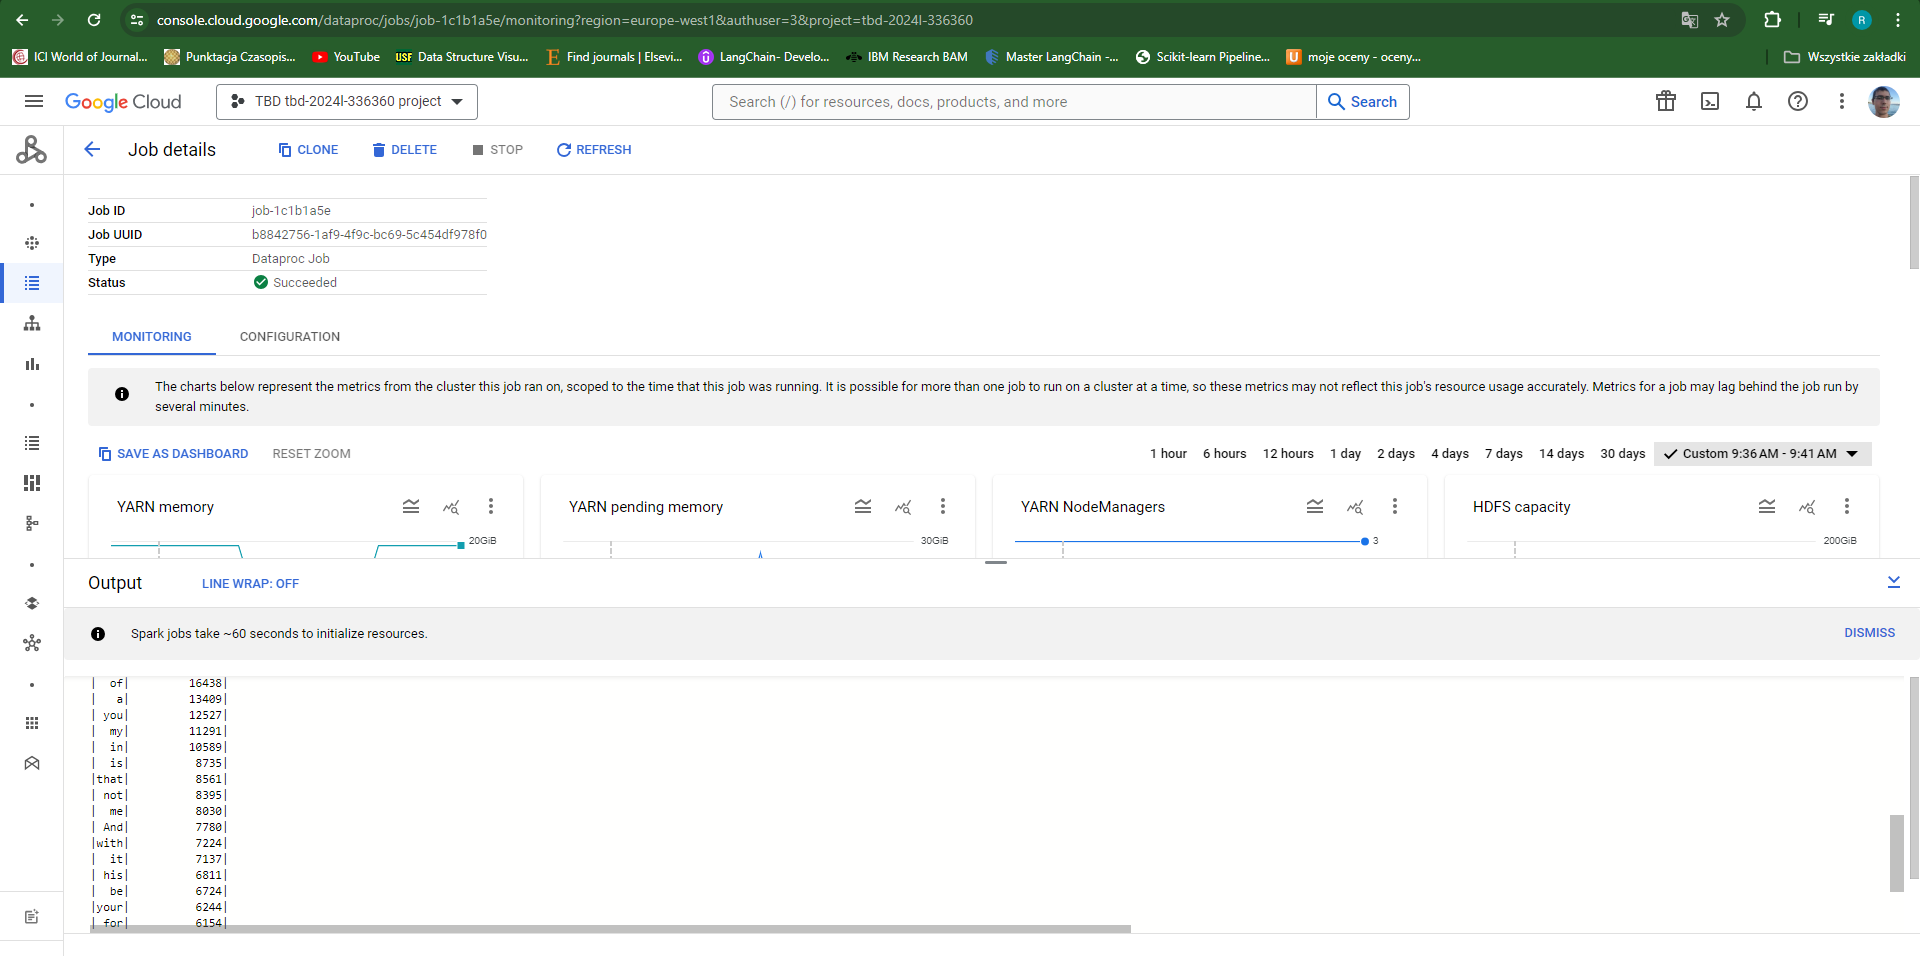 console.cloud.google.com/dataproc/jobs/job-1c1b1a5e/monitoring?region=europe-west1&authuser=3&project=tbd-2024l-336360
R
ICI World of Journal...
Punktacja Czasopis...
YouTube
USF Data Structure Visu...
E Find journals | Elsevi...
LangChain- Develo...
IBM Research BAM
Master LangChain -...
Scikit-learn Pipeline...
U moje oceny - oceny...
Wszystkie zakładki
Google Cloud
TBD tbd-2024l-336360 project
Search (/) for resources, docs, products, and more
Search
Job details
CLONE
DELETE
STOP
REFRESH
Job ID job-1c1b1a5e
Job UUID b8842756-1af9-4f9c-bc69-5c454df978f0
Type Dataproc Job
Status Succeeded
MONITORING
CONFIGURATION
The charts below represent the metrics from the cluster this job ran on, scoped to the time that this job was running. It is possible for more than one job to run on a cluster at a time, so these metrics may not reflect this job's resource usage accurately. Metrics for a job may lag behind the job run by
several minutes.
SAVE AS DASHBOARD
RESET ZOOM
1 hour 6 hours 12 hours 1 day 2 days 4 days 7 days 14 days 30 days Custom 9:36 AM - 9:41 AM
YARN memory
20GiB
YARN pending memory
30GiB
YARN NodeManagers
3
HDFS capacity
200GiB
Output
LINE WRAP: OFF
Spark jobs take ~60 seconds to initialize resources.
DISMISS
|  of|         16438|
|   a|         13409|
| you|         12527|
|  my|         11291|
|  in|         10589|
|  is|          8735|
|that|          8561|
| not|          8395|
|  me|          8030|
| And|          7780|
|with|          7224|
|  it|          7137|
| his|          6811|
|  be|          6724|
|your|          6244|
| for|          6154|